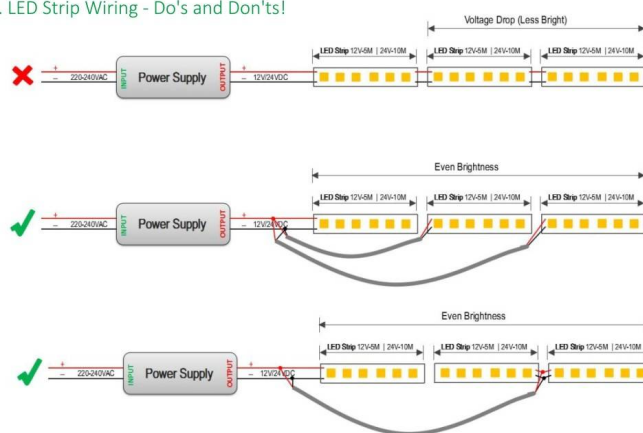 . LED Strip Wiring - Do's and Don'ts!
Voltage Drop (Less Bright)
LED Strip 12V-5M | 24V-10M
LED Strip 12V-5M | 24V-10M
LED Strip 12V-5M | 24V-10M
+
– 220-240VAC
INPUT
Power Supply
OUTPUT
+
– 12V/24VDC
Even Brightness
LED Strip 12V-5M | 24V-10M
LED Strip 12V-5M | 24V-10M
LED Strip 12V-5M | 24V-10M
+
– 220-240VAC
INPUT
Power Supply
OUTPUT
+
– 12V/24VDC
Even Brightness
LED Strip 12V-5M | 24V-10M
LED Strip 12V-5M | 24V-10M
LED Strip 12V-5M | 24V-10M
+
– 220-240VAC
INPUT
Power Supply
OUTPUT
+
– 12V/24VDC